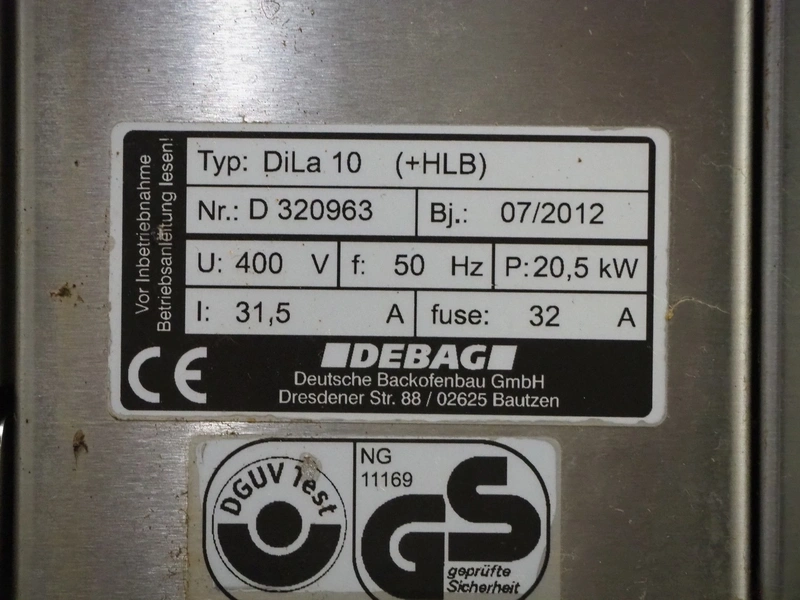 Vor Inbetriebnahme
Betriebsanleitung lesen!
Typ: DiLa 10 (+HLB)
Nr.: D 320963 Bj.: 07/2012
U: 400 V f: 50 Hz P: 20,5 kW
I: 31,5 A fuse: 32 A
CE
DEBAG
Deutsche Backofenbau GmbH
Dresdener Str. 88 / 02625 Bautzen
DGUV Test
NG
11169
GS
geprüfte
Sicherheit